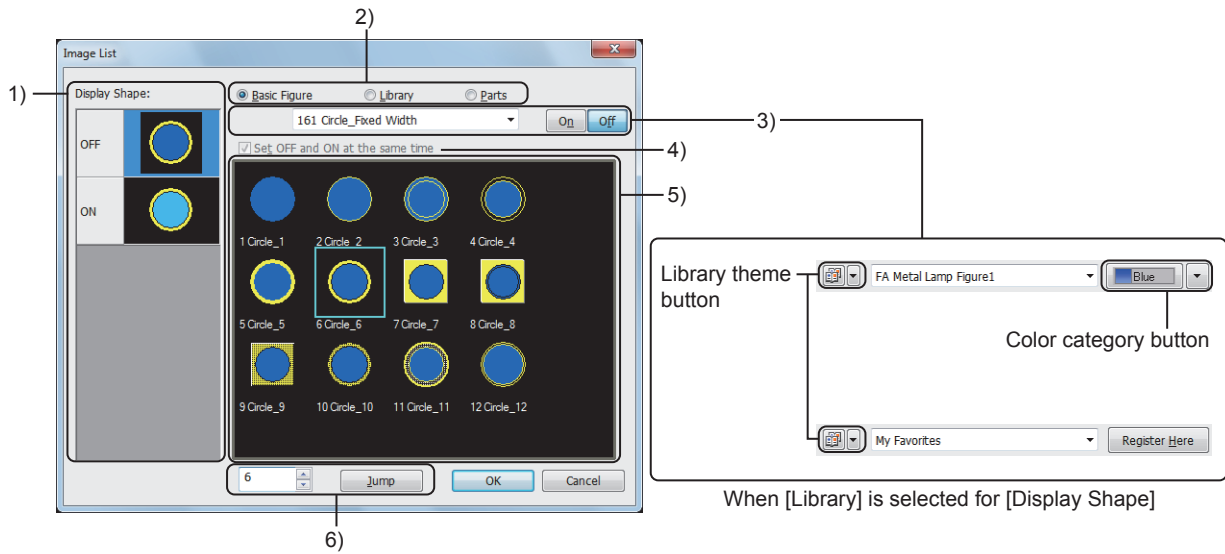 2)
Image List
1)
Display Shape:
Basic Figure
Library
Parts
161 Circle_Fixed Width
On
Off
3)
OFF
Set OFF and ON at the same time
4)
5)
ON
1 Circle_1
2 Circle_2
3 Circle_3
4 Circle_4
5 Circle_5
6 Circle_6
7 Circle_7
8 Circle_8
9 Circle_9
10 Circle_10
11 Circle_11
12 Circle_12
6
Jump
OK
Cancel
6)
Library theme
button
FA Metal Lamp Figure1
Blue
Color category button
My Favorites
Register Here
When [Library] is selected for [Display Shape]